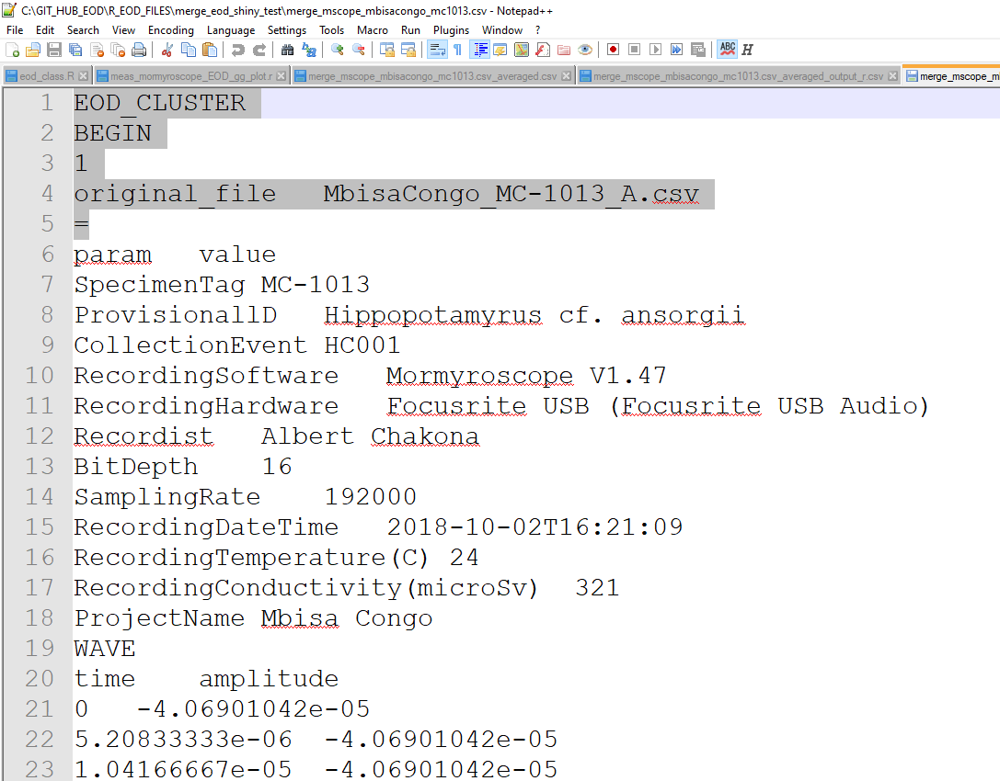 C:\GIT_HUB_EOD\R_EOD_FILES\merge_eod_shiny_test\merge_mscope_mbisacongo_mc1013.csv - Notepad++
File Edit Search View Encoding Language Settings Tools Macro Run Plugins Window ?
eod_class.R meas_mormyroscope_EOD_gg_plot.r merge_mscope_mbisacongo_mc1013.csv_averaged.csv merge_mscope_mbisacongo_mc1013.csv_averaged_output_r.csv merge_mscope_m
1 EOD_CLUSTER
2 BEGIN
3 1
4 original_file MbisaCongo_MC-1013_A.csv
5 =
6 param value
7 SpecimenTag MC-1013
8 ProvisionalID Hippopotamyrus cf. ansorgii
9 CollectionEvent HC001
10 RecordingSoftware Mormyroscope V1.47
11 RecordingHardware Focusrite USB (Focusrite USB Audio)
12 Recordist Albert Chakona
13 BitDepth 16
14 SamplingRate 192000
15 RecordingDateTime 2018-10-02T16:21:09
16 RecordingTemperature(C) 24
17 RecordingConductivity(microSv) 321
18 ProjectName Mbisa Congo
19 WAVE
20 time amplitude
21 0 -4.06901042e-05
22 5.20833333e-06 -4.06901042e-05
23 1.04166667e-05 -4.06901042e-05